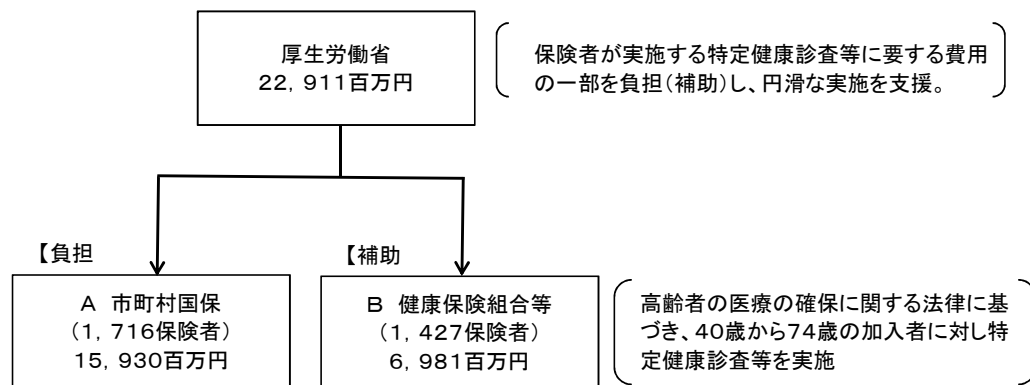 厚生労働省
22,911百万円
保険者が実施する特定健康診査等に要する費用
の一部を負担(補助)し、円滑な実施を支援。
【負担
【補助
A 市町村国保
(1,716保険者)
15,930百万円
B 健康保険組合等
(1,427保険者)
6,981百万円
高齢者の医療の確保に関する法律に基
づき、40歳から74歳の加入者に対し特
定健康診査等を実施